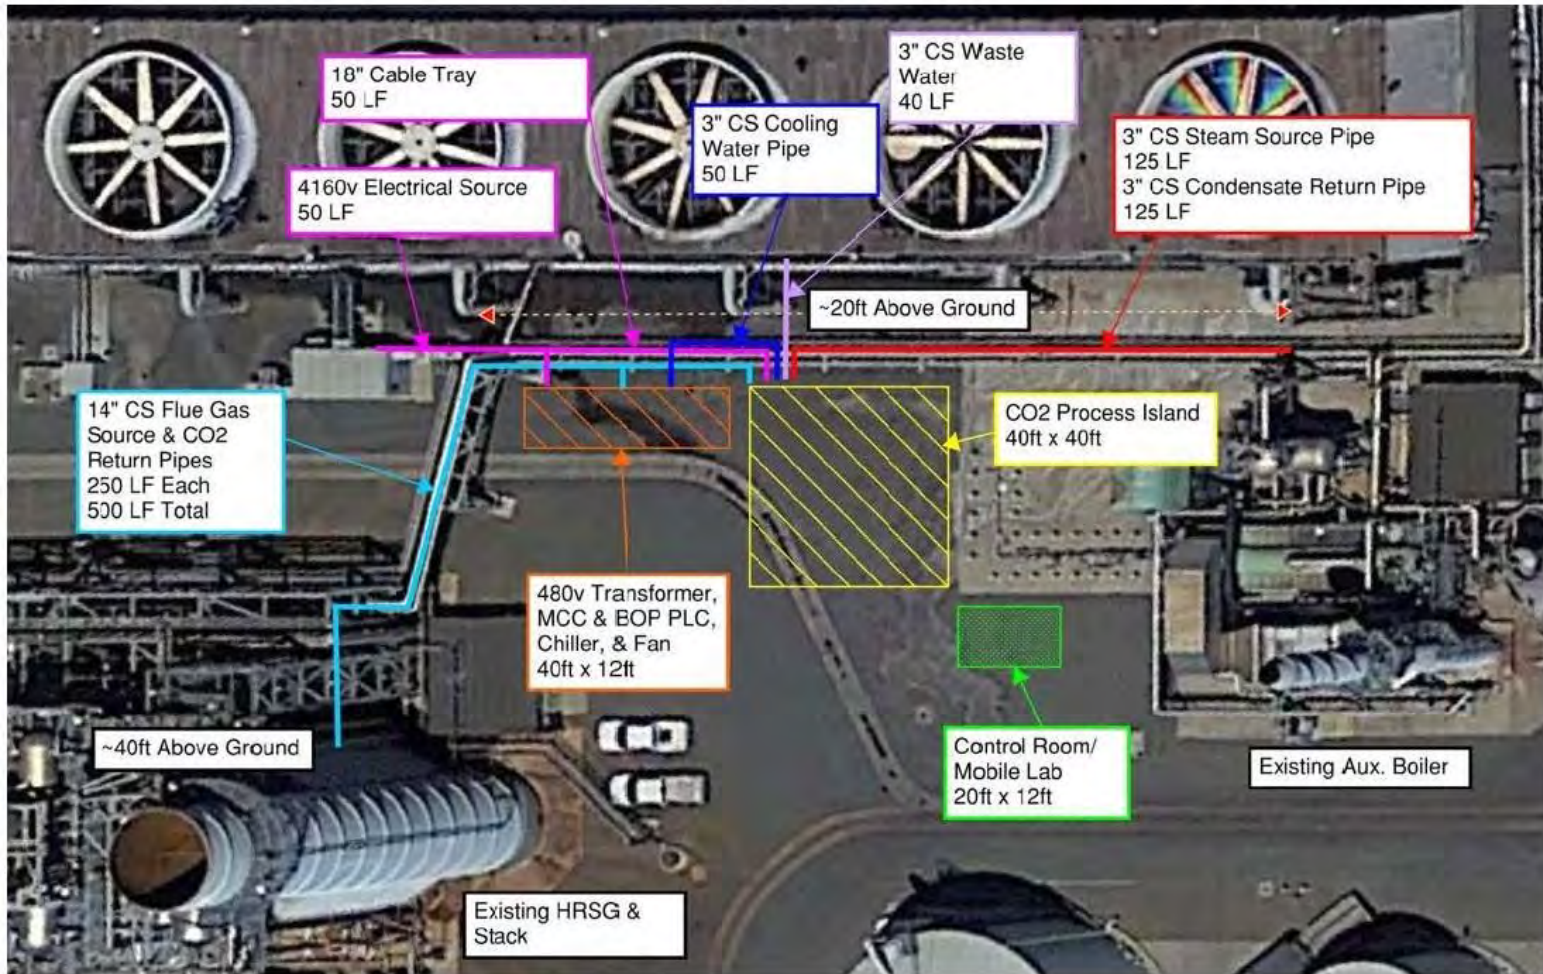 18" Cable Tray
50 LF
3" CS Waste
Water
40 LF
3" CS Cooling
Water Pipe
50 LF
3" CS Steam Source Pipe
125 LF
3" CS Condensate Return Pipe
125 LF
4160v Electrical Source
50 LF
~20ft Above Ground
14" CS Flue Gas
Source & CO2
Return Pipes
250 LF Each
500 LF Total
CO2 Process Island
40ft x 40ft
480v Transformer,
MCC & BOP PLC,
Chiller, & Fan
40ft x 12ft
~40ft Above Ground
Control Room/
Mobile Lab
20ft x 12ft
Existing Aux. Boiler
Existing HRSG &
Stack